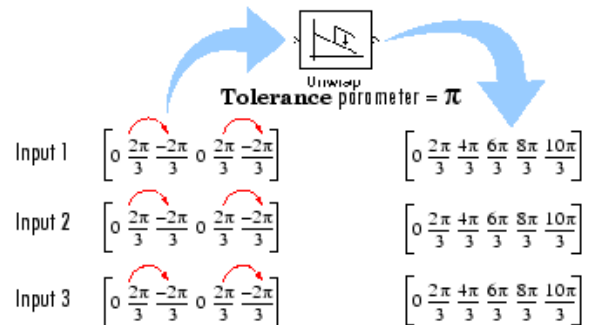 Unwrap
Tolerance parameter = π
Input 1 [0 2π/3 −2π/3 0 2π/3 −2π/3] [0 2π/3 4π/3 6π/3 8π/3 10π/3]
Input 2 [0 2π/3 −2π/3 0 2π/3 −2π/3] [0 2π/3 4π/3 6π/3 8π/3 10π/3]
Input 3 [0 2π/3 −2π/3 0 2π/3 −2π/3] [0 2π/3 4π/3 6π/3 8π/3 10π/3]